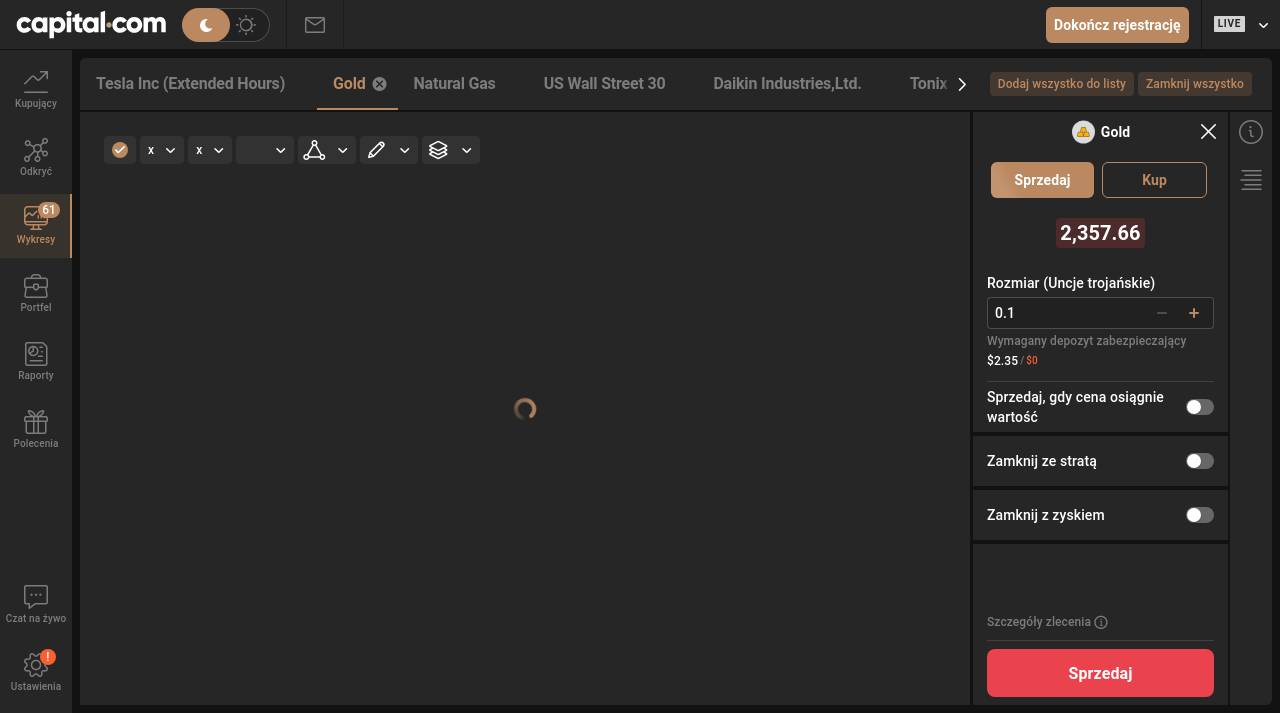 capital.com
Dokończ rejestrację
LIVE
Kupujący
Odkryć
61
Wykresy
Portfel
Raporty
Polecenia
Czat na żywo
!
Ustawienia
Tesla Inc (Extended Hours)
Gold
Natural Gas
US Wall Street 30
Daikin Industries,Ltd.
Tonix
Dodaj wszystko do listy
Zamknij wszystko
x
x
Gold
Sprzedaj
Kup
2,357.66
Rozmiar (Uncje trojańskie)
0.1
Wymagany depozyt zabezpieczający
$2.35 / $0
Sprzedaj, gdy cena osiągnie
wartość
Zamknij ze stratą
Zamknij z zyskiem
Szczegóły zlecenia
Sprzedaj